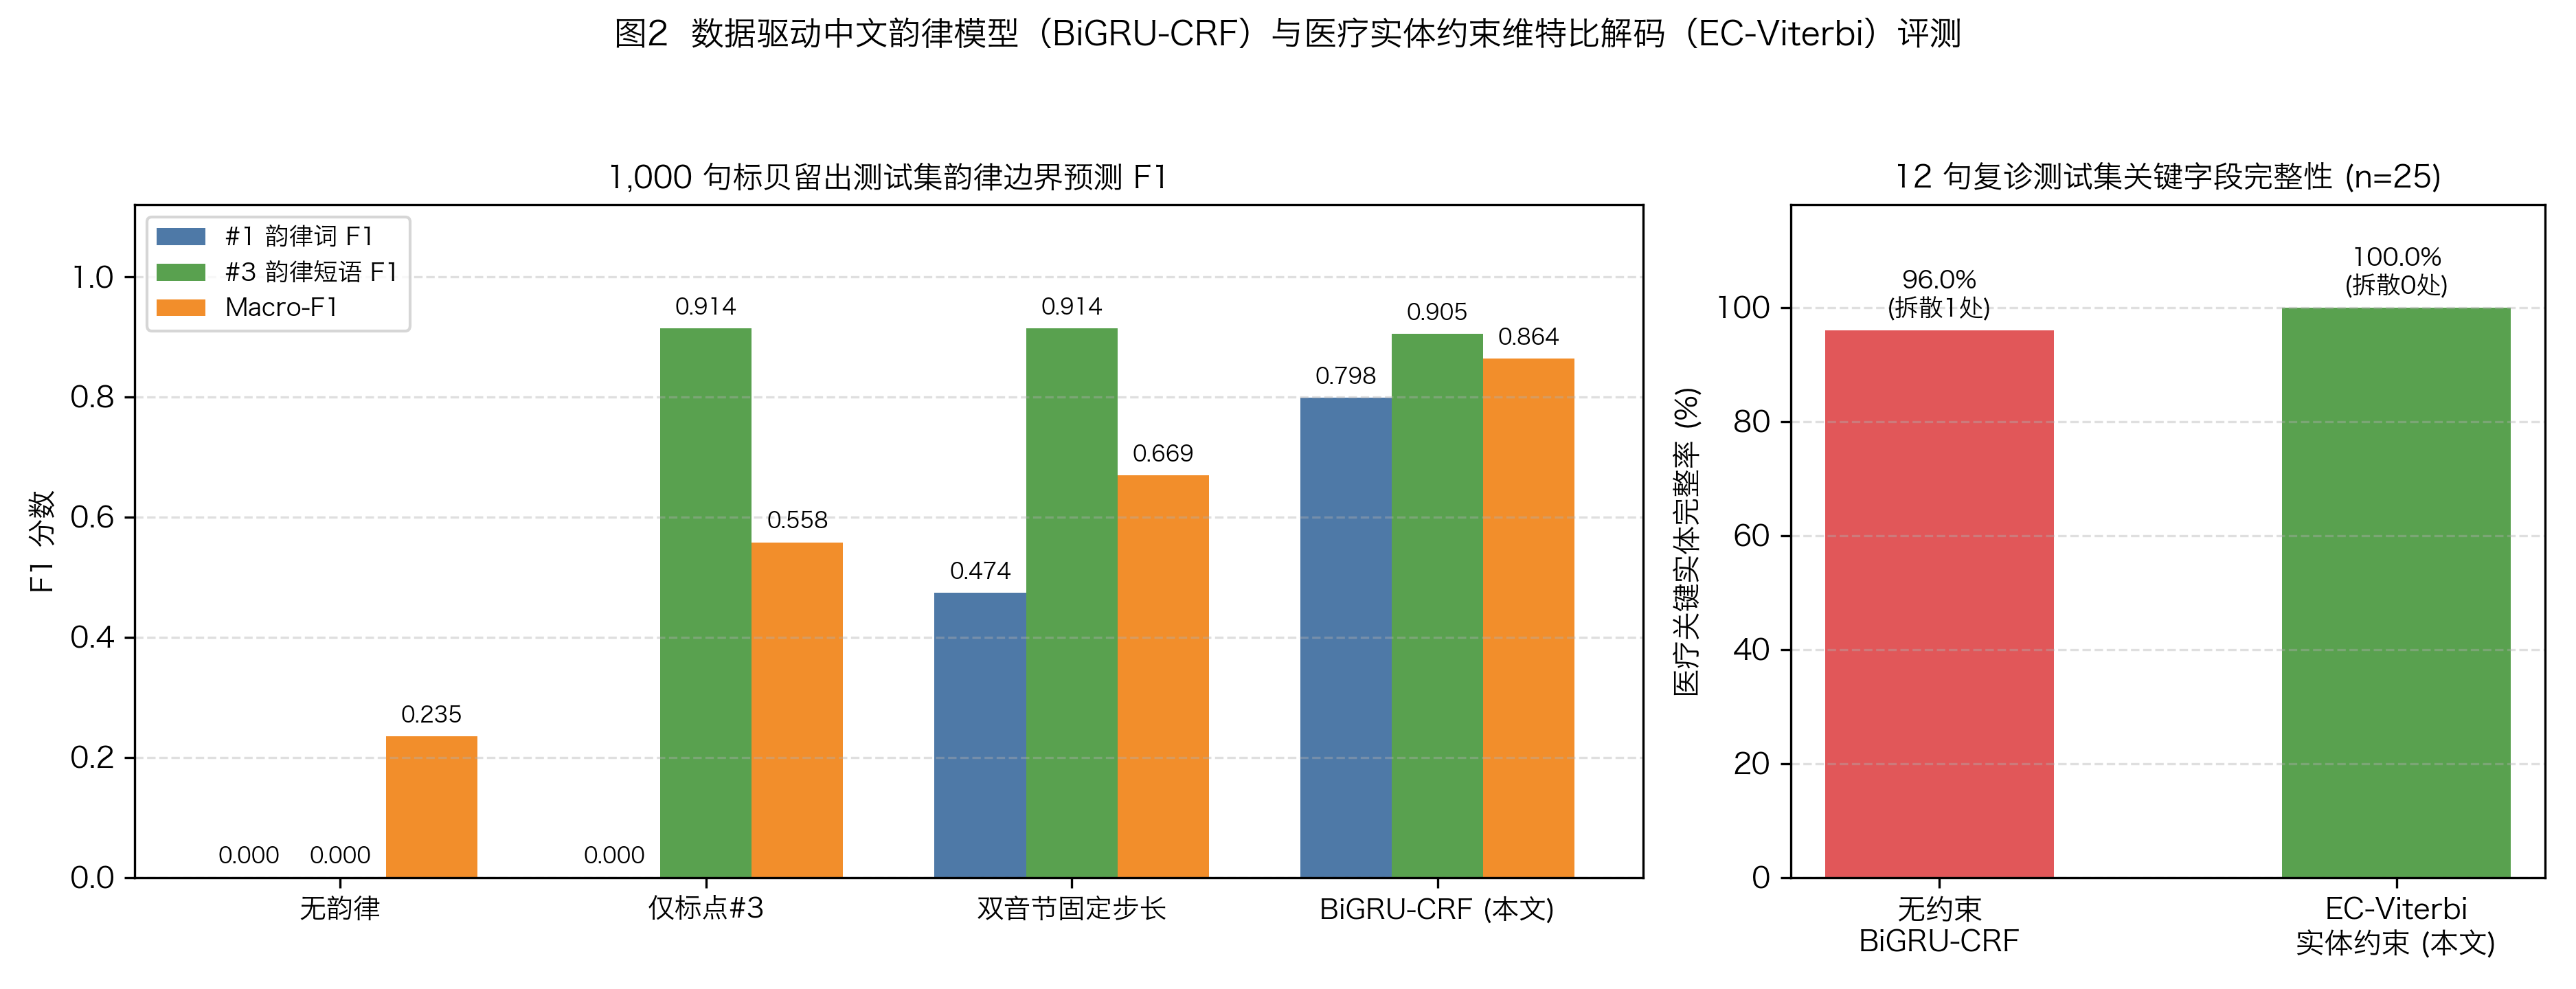 图2  数据驱动中文韵律模型（BiGRU-CRF）与医疗实体约束维特比解码（EC-Viterbi）评测
1,000 句标贝留出测试集韵律边界预测 F1
#1 韵律词 F1
#3 韵律短语 F1
Macro-F1
F1 分数
1.0
0.8
0.6
0.4
0.2
0.0
0.000
0.000
0.235
0.000
0.914
0.558
0.474
0.914
0.669
0.798
0.905
0.864
无韵律
仅标点#3
双音节固定步长
BiGRU-CRF (本文)
12 句复诊测试集关键字段完整性 (n=25)
医疗关键实体完整率 (%)
100
80
60
40
20
0
96.0%
(拆散1处)
100.0%
(拆散0处)
无约束
BiGRU-CRF
EC-Viterbi
实体约束 (本文)